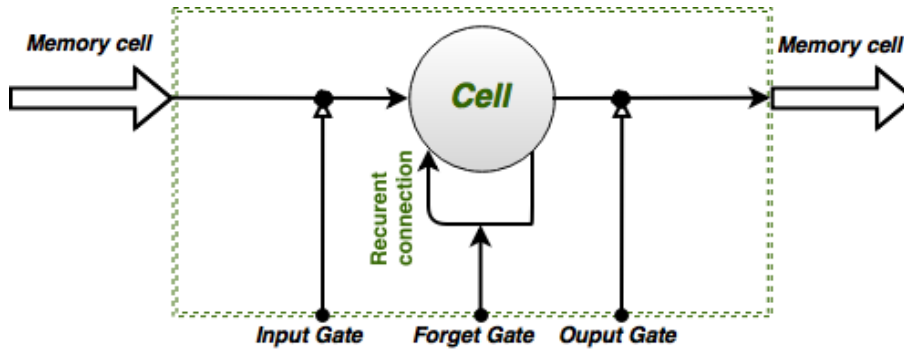 Memory cell
Memory cell
Cell
Recurent
connection
Input Gate
Forget Gate
Ouput Gate